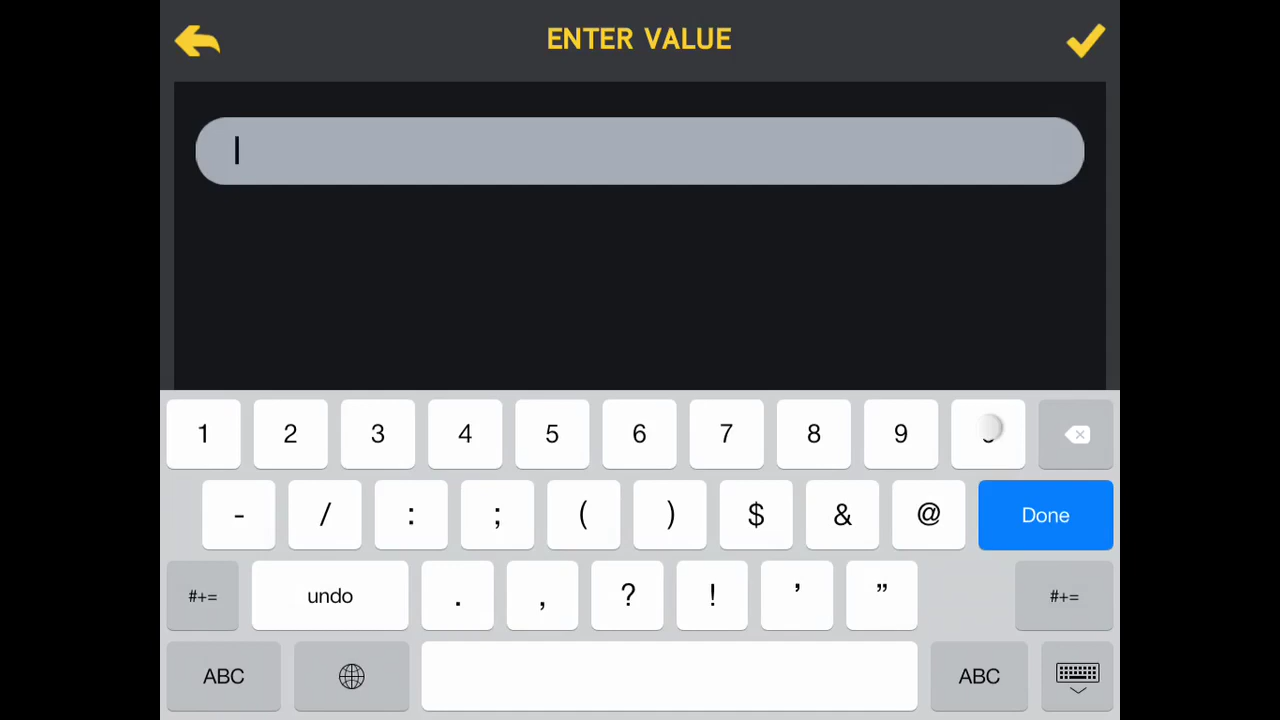 ENTER VALUE
1 2 3 4 5 6 7 8 9
- / : ; ( ) $ & @ Done
#+= undo . , ? ! ’ ” #+=
ABC ABC